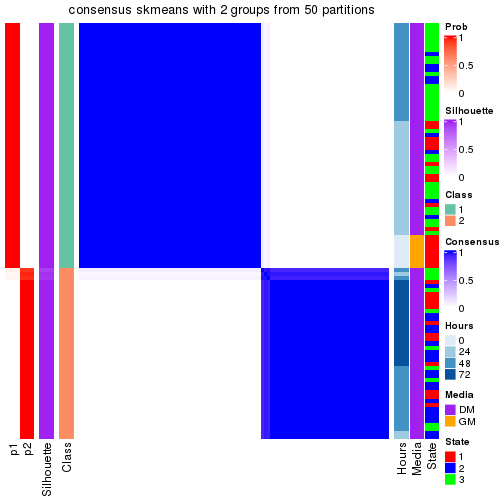 consensus skmeans with 2 groups from 50 partitions
p1
p2
Silhouette
Class
Hours
Media
State
Prob
1
0.5
0
Silhouette
1
0.5
0
Class
1
2
Consensus
1
0.5
0
Hours
0
24
48
72
Media
DM
GM
State
1
2
3